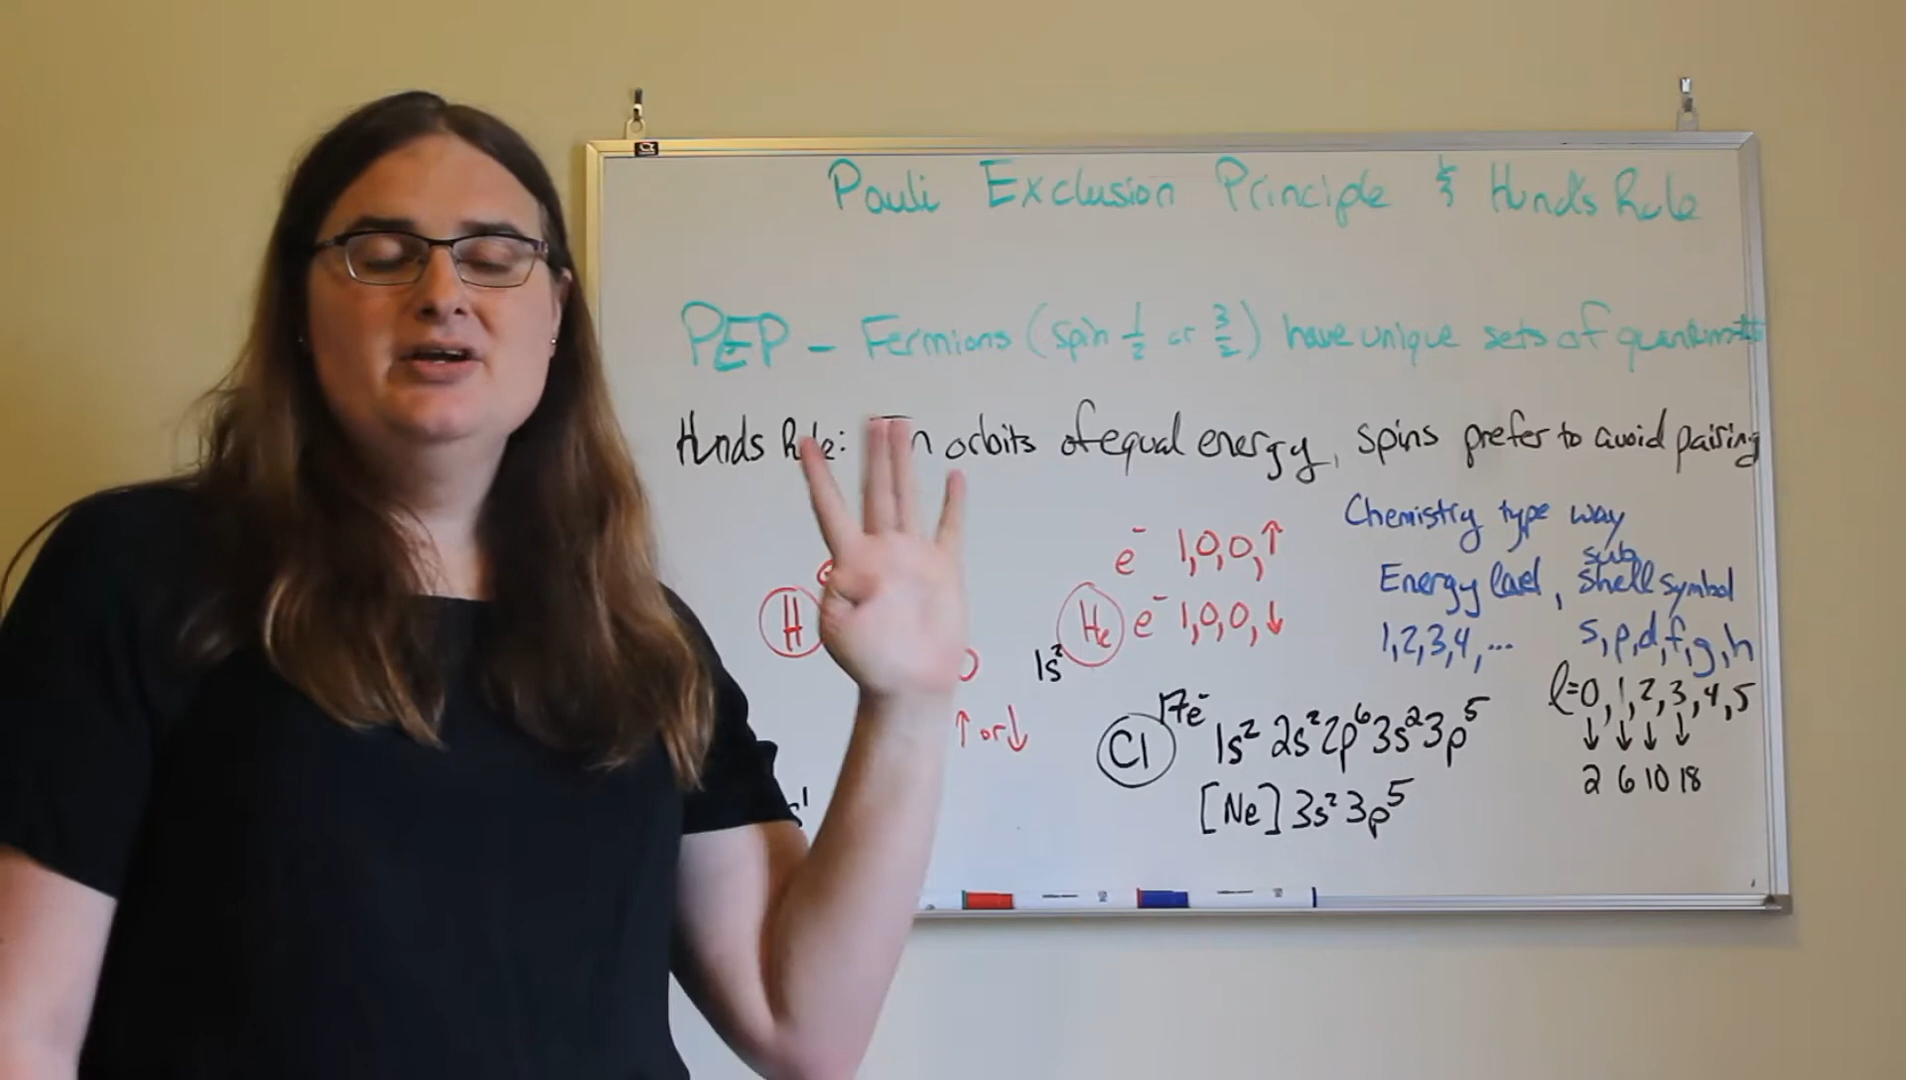 Pauli Exclusion Principle & Hund's Rule
PEP - Fermions (spin 1/2 or 3/2) have unique sets of quantum #s
Hunds Rule: In orbits of equal energy, spins prefer to avoid pairing
Chemistry type way
Energy level, sub shell symbol
1,2,3,4,... s,p,d,f,g,h
l=0,1,2,3,4,5
↓ ↓ ↓ ↓
2 6 10 18
H
↑ or ↓
e⁻ 1,0,0,↑
He e⁻ 1,0,0,↓
1s²
Cl 17e⁻ 1s² 2s² 2p⁶ 3s² 3p⁵
[Ne] 3s² 3p⁵